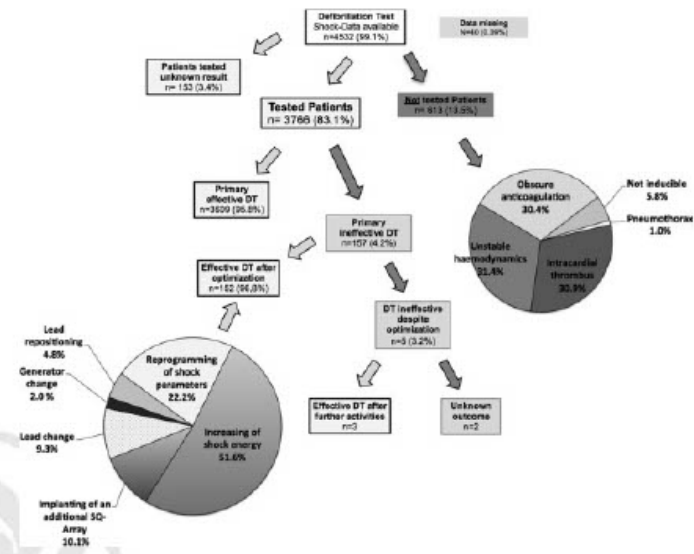 Defibrillation Test
Shock-Data available
n=4532 (99.1%)
Data missing
N=40 (0.39%)
Patients tested
unknown result
n= 153 (3.4%)
Tested Patients
n= 3766 (83.1%)
Not tested Patients
n= 613 (13.5%)
Primary
effective DT
n=3609 (95.8%)
Primary
ineffective DT
n=157 (4.2%)
Obscure
anticoagulation
30.4%
Not inducible
5.8%
Pneumothorax
1.0%
Unstable
haemodynamics
31.4%
Intracardial
thrombus
30.9%
Effective DT after
optimization
n=152 (96.8%)
DT ineffective
despite
optimization
n=5 (3.2%)
Effective DT after
further activities
n=3
Unknown
outcome
n=2
Lead
repositioning
4.8%
Generator
change
2.0 %
Lead change
9.3%
Implanting of an
additional SQ-
Array
10.1%
Reprogramming
of shock
parameters
22.2%
Increasing of
shock energy
51.6%